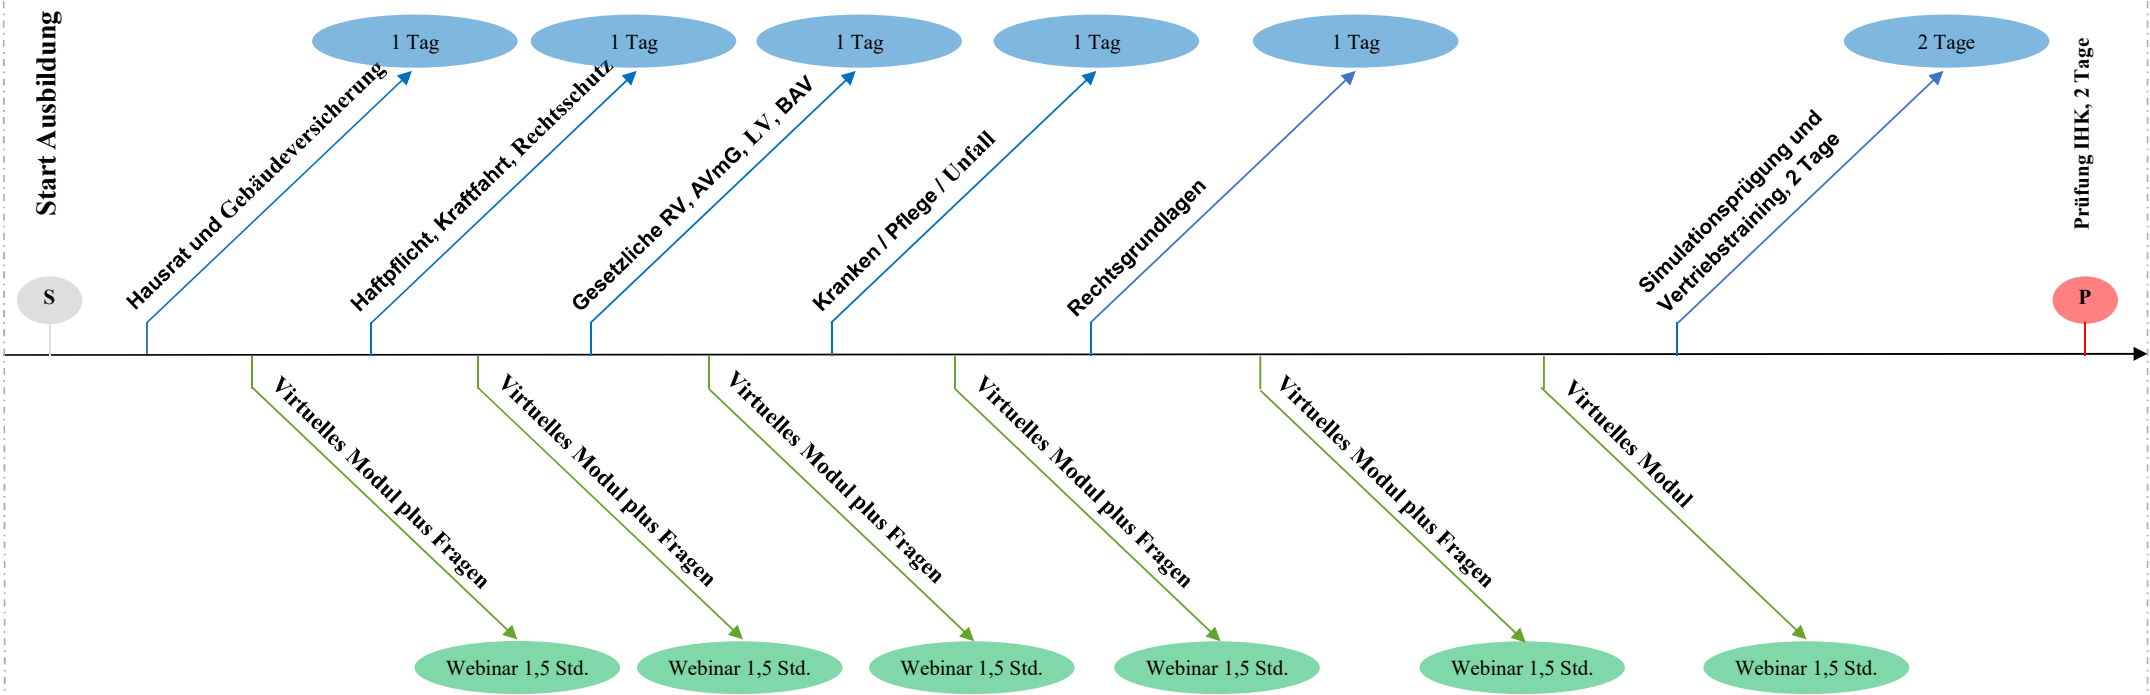 Start Ausbildung
1 Tag
1 Tag
1 Tag
1 Tag
1 Tag
2 Tage
Prüfung IHK, 2 Tage
Hausrat und Gebäudeversicherung
Haftpflicht, Kraftfahrt, Rechtsschutz
Gesetzliche RV, AVmG, LV, BAV
Kranken / Pflege / Unfall
Rechtsgrundlagen
Simulationsprügung und
Vertriebstraining, 2 Tage
S
P
Virtuelles Modul plus Fragen
Virtuelles Modul plus Fragen
Virtuelles Modul plus Fragen
Virtuelles Modul plus Fragen
Virtuelles Modul plus Fragen
Virtuelles Modul
Webinar 1,5 Std.
Webinar 1,5 Std.
Webinar 1,5 Std.
Webinar 1,5 Std.
Webinar 1,5 Std.
Webinar 1,5 Std.